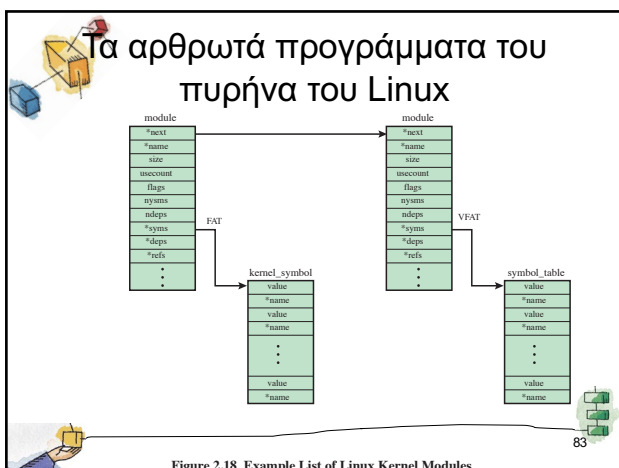 Τα αρθρωτά προγράμματα του
πυρήνα του Linux
module
*next
*name
size
usecount
flags
nysms
ndeps
*syms
*deps
*refs
FAT
kernel_symbol
value
*name
value
*name
value
*name
module
*next
*name
size
usecount
flags
nysms
ndeps
*syms
*deps
*refs
VFAT
symbol_table
value
*name
value
*name
value
*name
83
Figure 2.18 Example List of Linux Kernel Modules